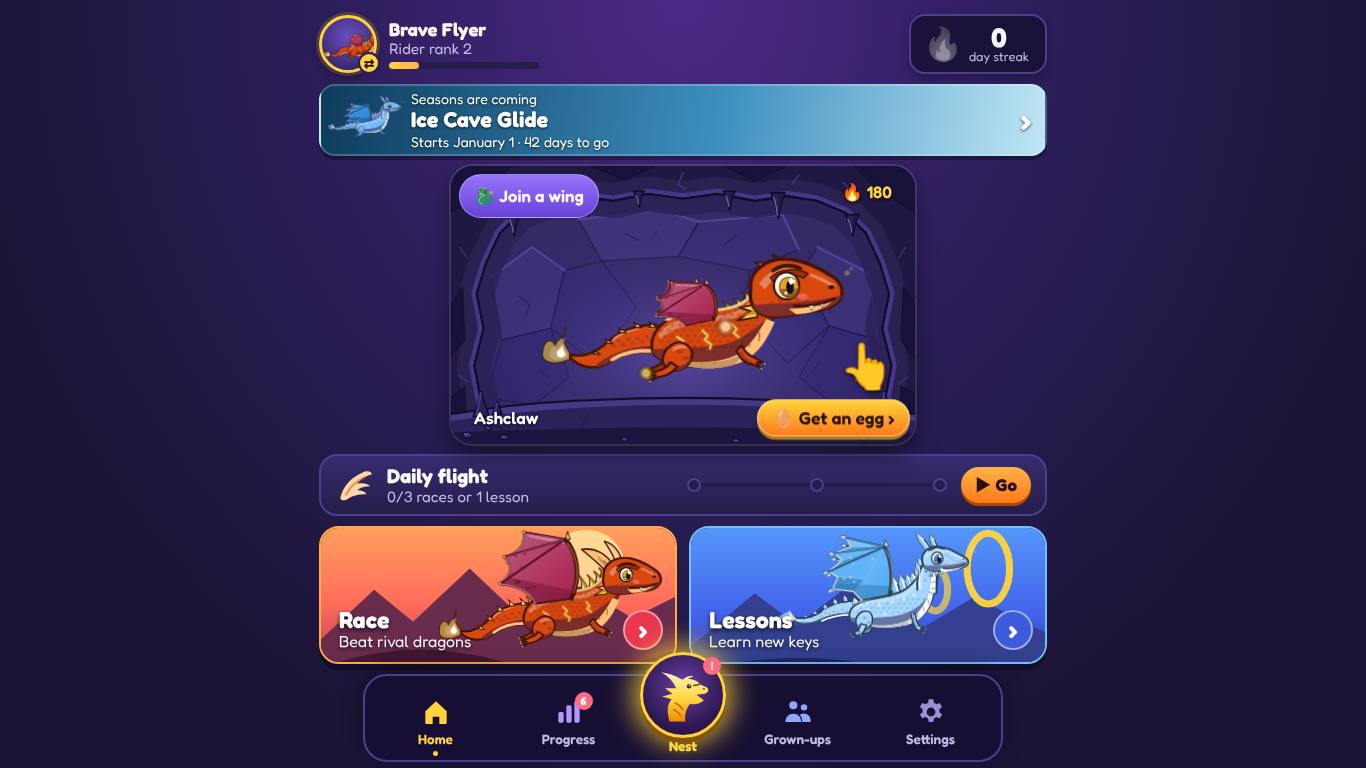 Brave Flyer
Rider rank 2
0
day streak
Seasons are coming
Ice Cave Glide
Starts January 1 · 42 days to go
Join a wing
180
Ashclaw
Get an egg ›
Daily flight
0/3 races or 1 lesson
Go
Race
Beat rival dragons
Lessons
Learn new keys
!
6
Home
Progress
Nest
Grown-ups
Settings